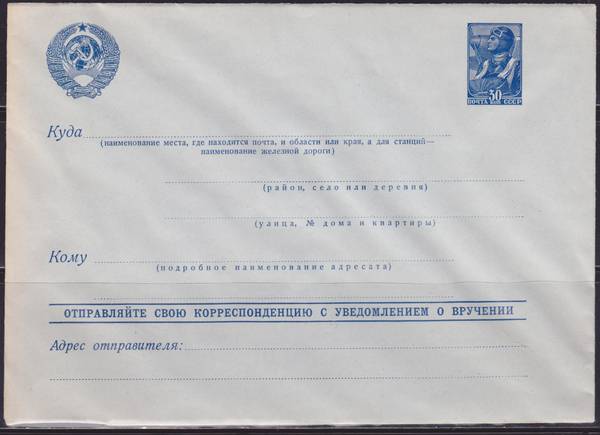 30
ПОЧТА КОП СССР
Куда
(наименование места, где находится почта, и области или края, а для станций—
наименование железной дороги)
(район, село или деревня)
(улица, № дома и квартиры)
Кому
(подробное наименование адресата)
ОТПРАВЛЯЙТЕ СВОЮ КОРРЕСПОНДЕНЦИЮ С УВЕДОМЛЕНИЕМ О ВРУЧЕНИИ
Адрес отправителя: